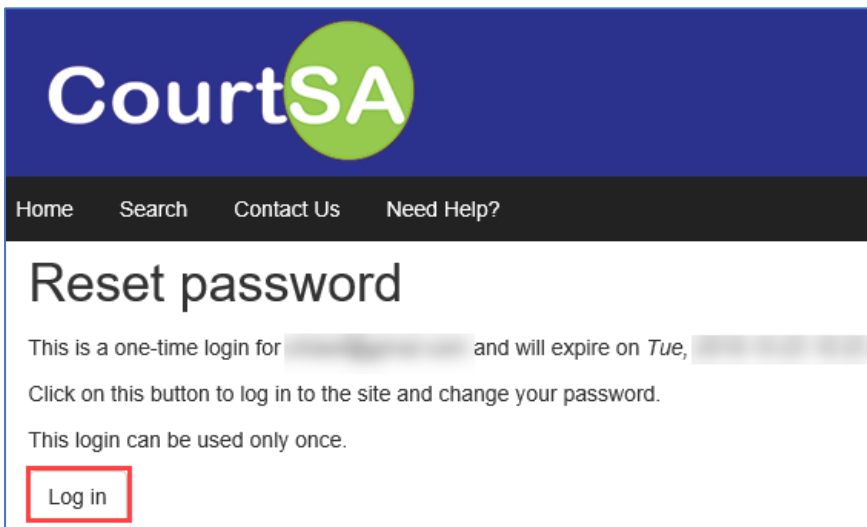 CourtSA
Home Search Contact Us Need Help?
Reset password
This is a one-time login for and will expire on Tue,
Click on this button to log in to the site and change your password.
This login can be used only once.
Log in